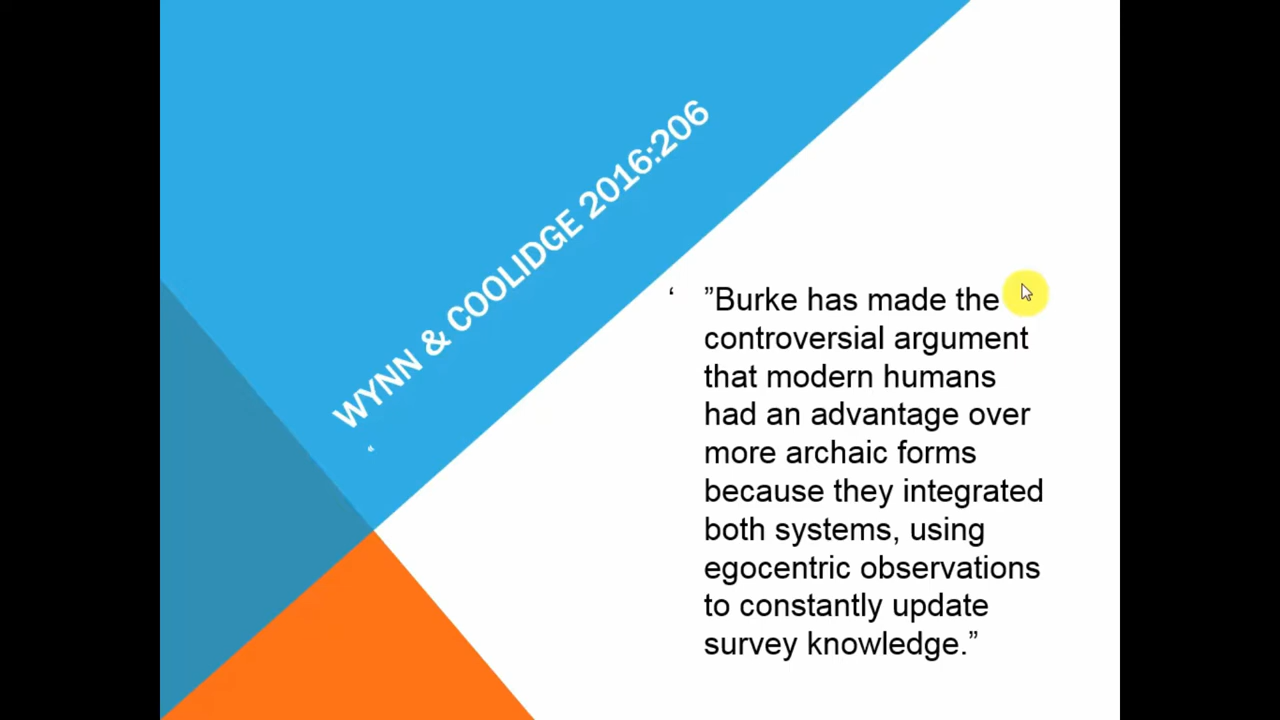 WYNN & COOLIDGE 2016:206
“
‘ ”Burke has made the
controversial argument
that modern humans
had an advantage over
more archaic forms
because they integrated
both systems, using
egocentric observations
to constantly update
survey knowledge.”